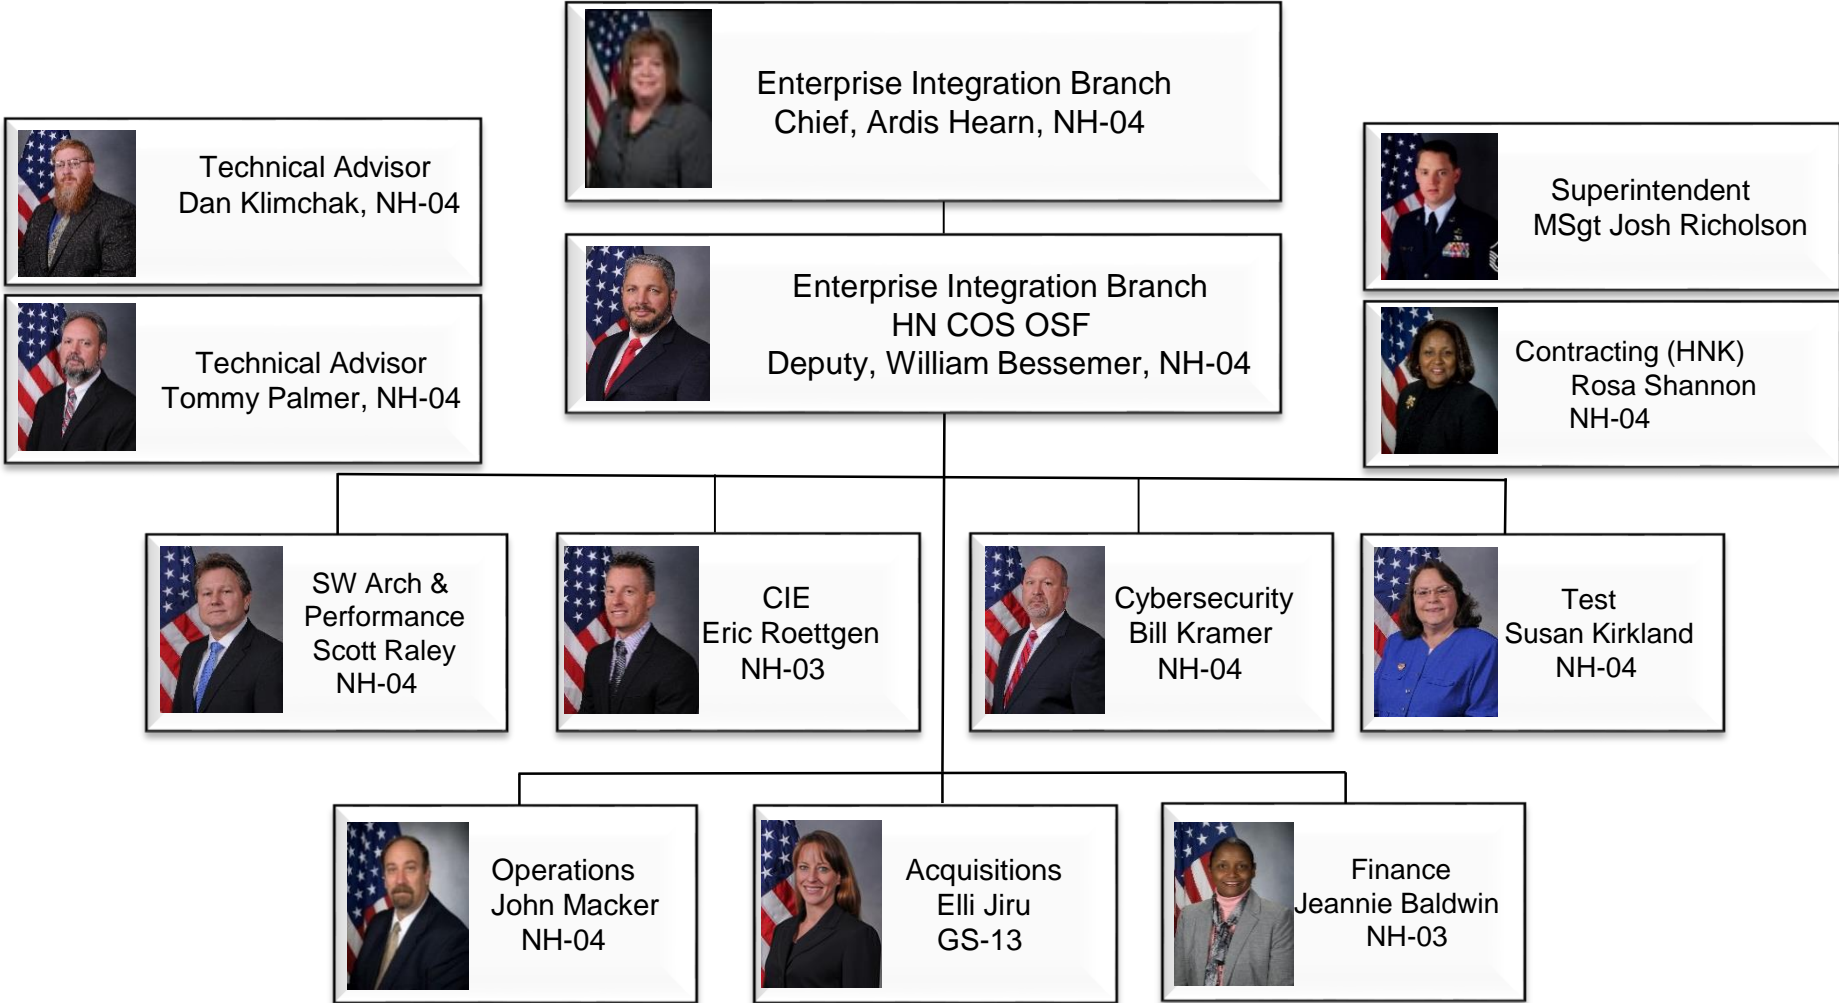 Enterprise Integration Branch
Chief, Ardis Hearn, NH-04
Technical Advisor
Dan Klimchak, NH-04
Superintendent
MSgt Josh Richolson
Enterprise Integration Branch
HN COS OSF
Deputy, William Bessemer, NH-04
Technical Advisor
Tommy Palmer, NH-04
Contracting (HNK)
Rosa Shannon
NH-04
SW Arch &
Performance
Scott Raley
NH-04
CIE
Eric Roettgen
NH-03
Cybersecurity
Bill Kramer
NH-04
Test
Susan Kirkland
NH-04
Operations
John Macker
NH-04
Acquisitions
Elli Jiru
GS-13
Finance
Jeannie Baldwin
NH-03